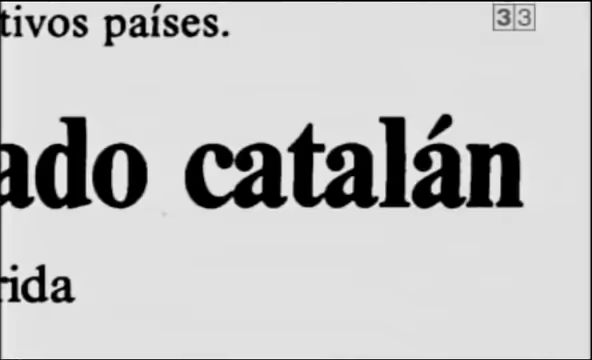 tivos países.
33
ado catalán
rida